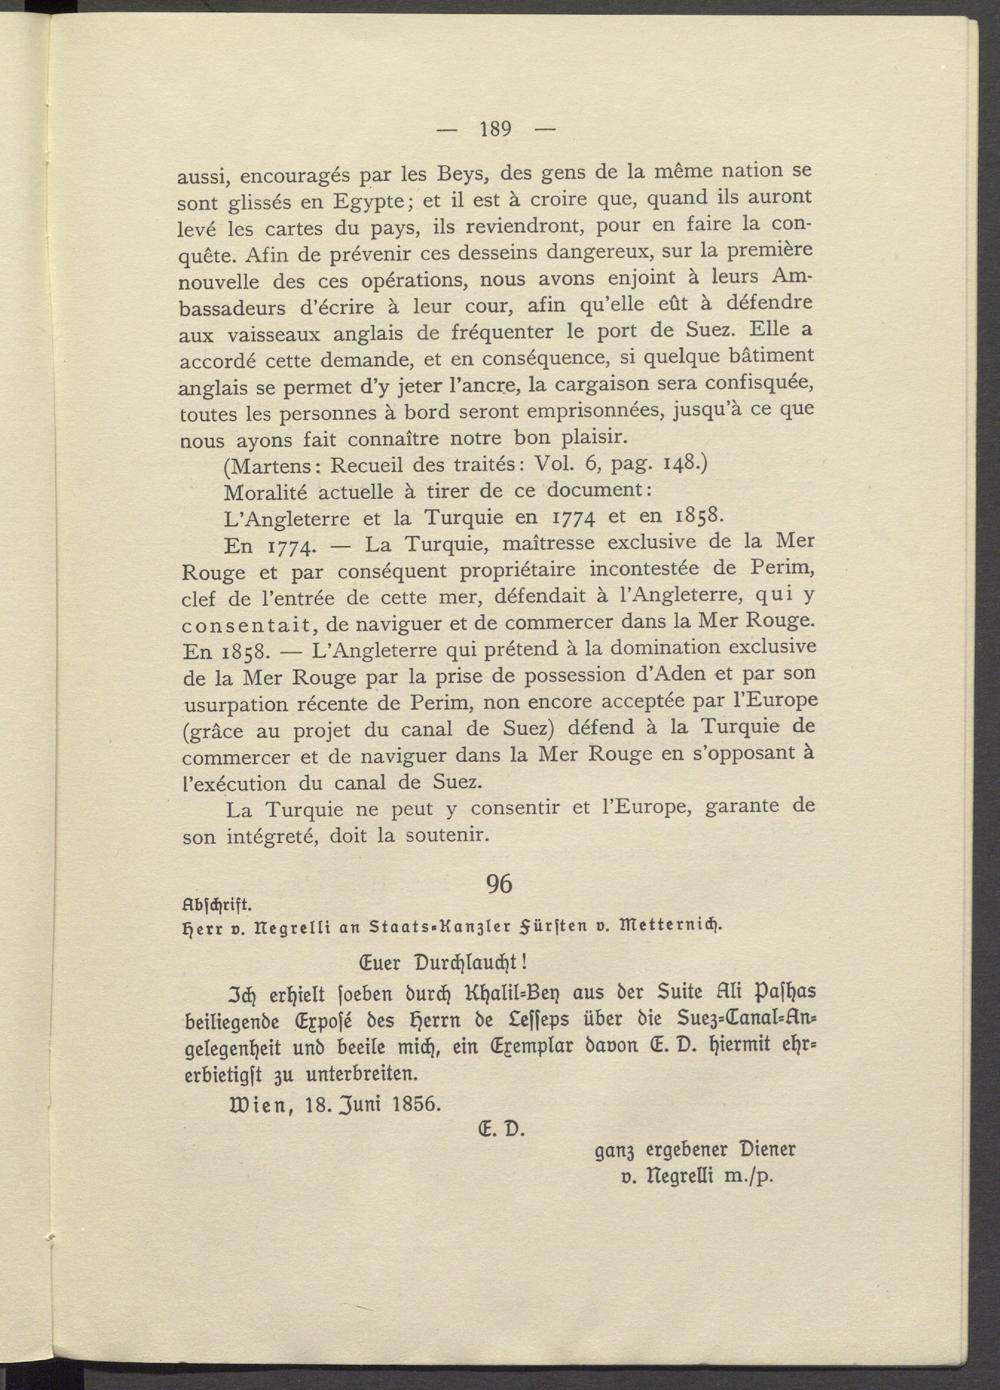 — 189 —
aussi, encouragés par les Beys, des gens de la même nation se
sont glissés en Egypte; et il est à croire que, quand ils auront
levé les cartes du pays, ils reviendront, pour en faire la con-
quête. Afin de prévenir ces desseins dangereux, sur la première
nouvelle des ces opérations, nous avons enjoint à leurs Am-
bassadeurs d'écrire à leur cour, afin qu'elle eût à défendre
aux vaisseaux anglais de fréquenter le port de Suez. Elle a
accordé cette demande, et en conséquence, si quelque bâtiment
anglais se permet d'y jeter l'ancre, la cargaison sera confisquée,
toutes les personnes à bord seront emprisonnées, jusqu'à ce que
nous ayons fait connaître notre bon plaisir.
(Martens: Recueil des traités: Vol. 6, pag. 148.)
Moralité actuelle à tirer de ce document:
L'Angleterre et la Turquie en 1774 et en 1858.
En 1774. — La Turquie, maîtresse exclusive de la Mer
Rouge et par conséquent propriétaire incontestée de Perim,
clef de l'entrée de cette mer, défendait à l'Angleterre, qui y
consentait, de naviguer et de commercer dans la Mer Rouge.
En 1858. — L'Angleterre qui prétend à la domination exclusive
de la Mer Rouge par la prise de possession d'Aden et par son
usurpation récente de Perim, non encore acceptée par l'Europe
(grâce au projet du canal de Suez) défend à la Turquie de
commercer et de naviguer dans la Mer Rouge en s'opposant à
l'exécution du canal de Suez.
La Turquie ne peut y consentir et l'Europe, garante de
son intégreté, doit la soutenir.
96
Abschrift.
Herr v. Negrelli an Staats-Kanzler Fürsten v. Metternich.
Euer Durchlaucht!
Ich erhielt soeben durch Khalil-Bey aus der Suite Ali Pashas
beiliegende Exposé des Herrn de Lesseps über die Suez-Canal-An-
gelegenheit und beeile mich, ein Exemplar davon E. D. hiermit ehr-
erbietigst zu unterbreiten.
Wien, 18. Juni 1856.
E. D.
ganz ergebener Diener
v. Negrelli m./p.